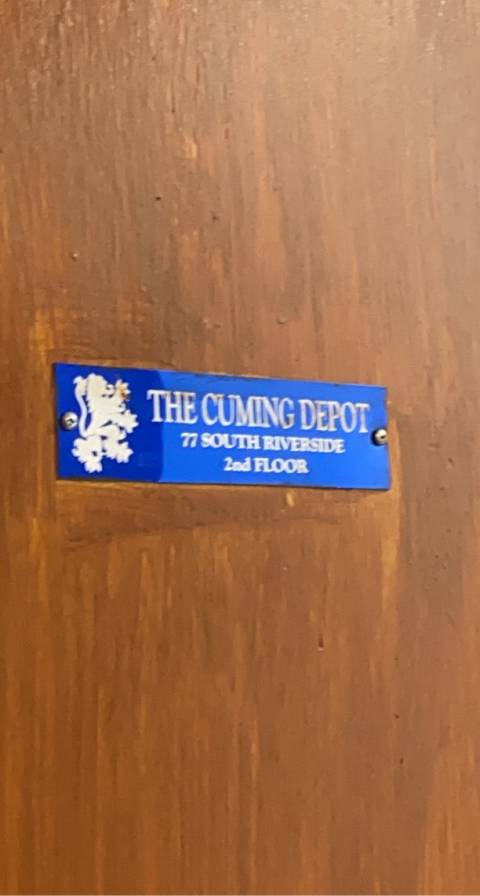 THE CUMING DEPOT
77 SOUTH RIVERSIDE
2nd FLOOR